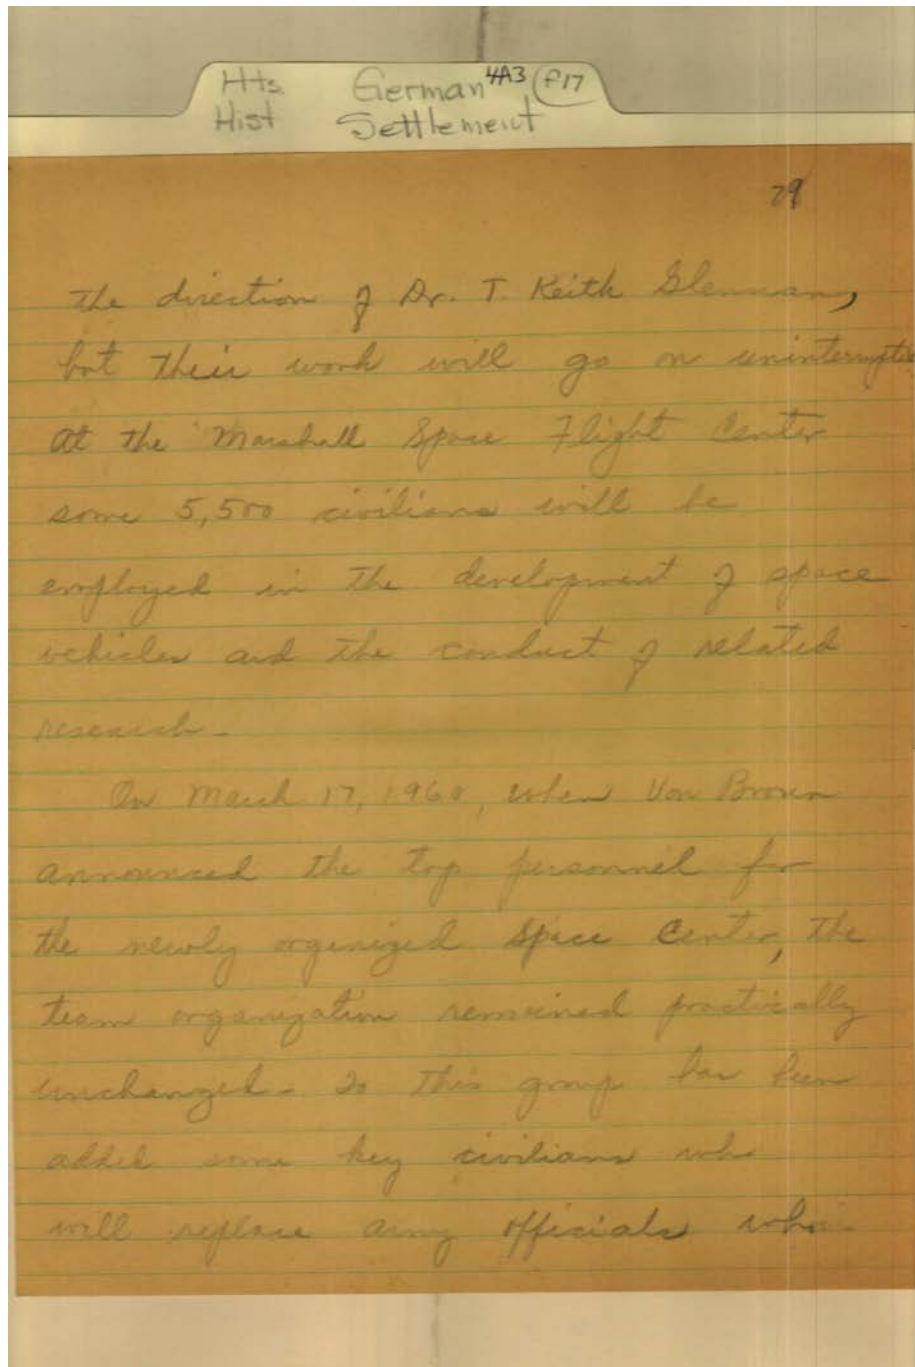 Hts. German 4A3 f17
Hist Settlement
29
the direction of Dr. T. Keith Glennan,
but their work will go on uninterrupted
At the Marshall Space Flight Center
some 5,500 civilians will be
employed in the development of space
vehicles and the conduct of related
research.
On March 17, 1960, when Von Braun
announced the top personnel for
the newly organized Space Center, the
team organization remained practically
unchanged. To this group has been
added some key civilians who
will replace army officials who